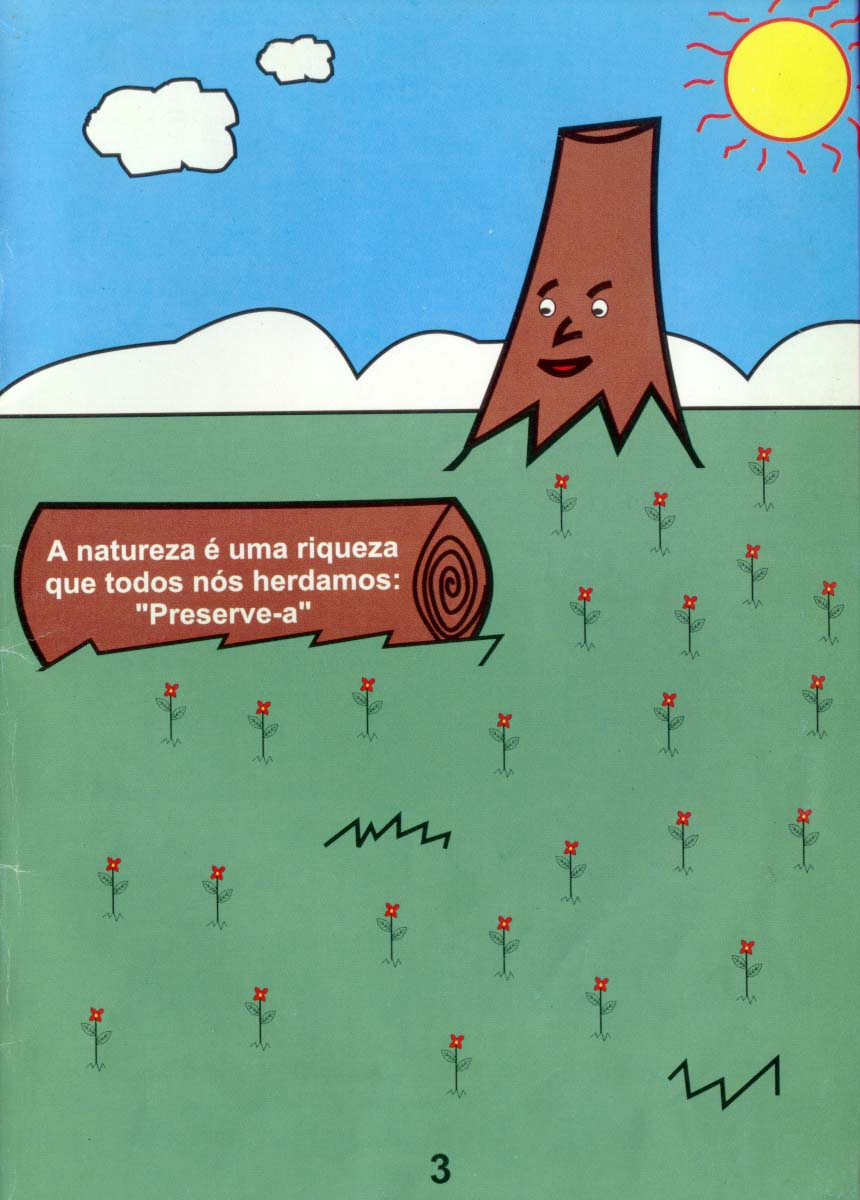 A natureza é uma riqueza
que todos nós herdamos:
"Preserve-a"
3